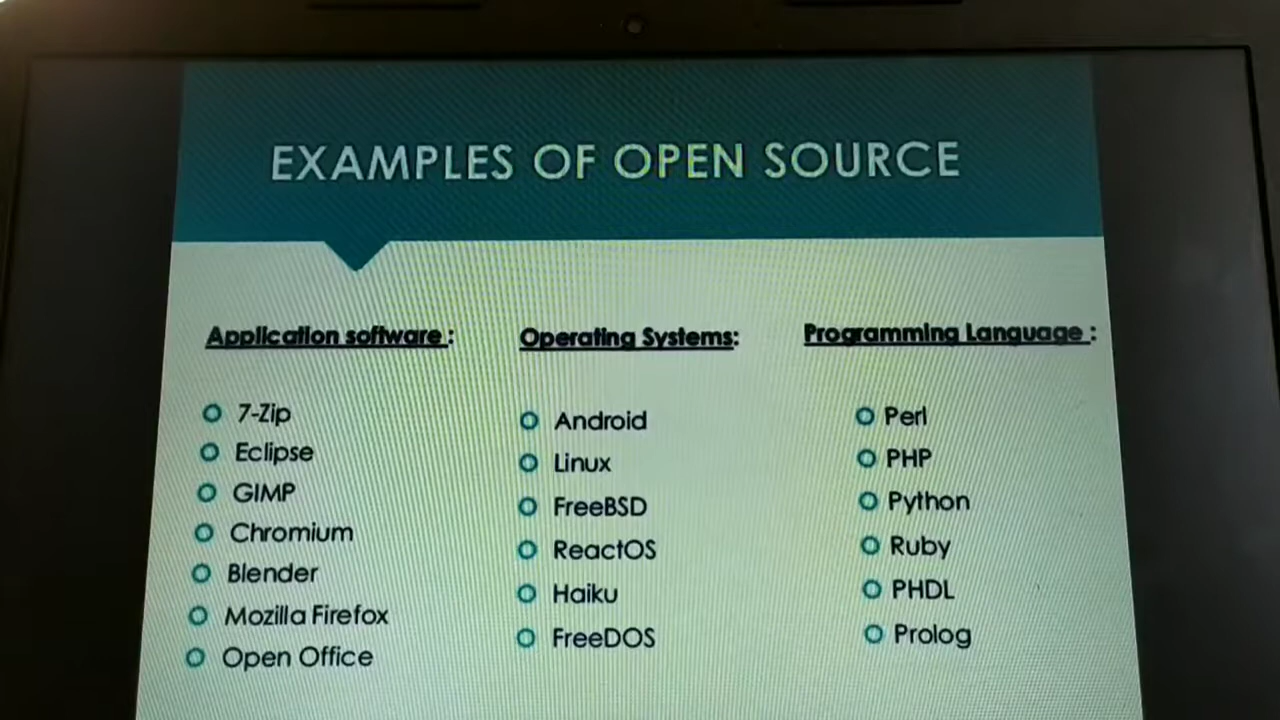 EXAMPLES OF OPEN SOURCE
Application software :
7-Zip
Eclipse
GIMP
Chromium
Blender
Mozilla Firefox
Open Office
Operating Systems:
Android
Linux
FreeBSD
ReactOS
Haiku
FreeDOS
Programming Language :
Perl
PHP
Python
Ruby
PHDL
Prolog